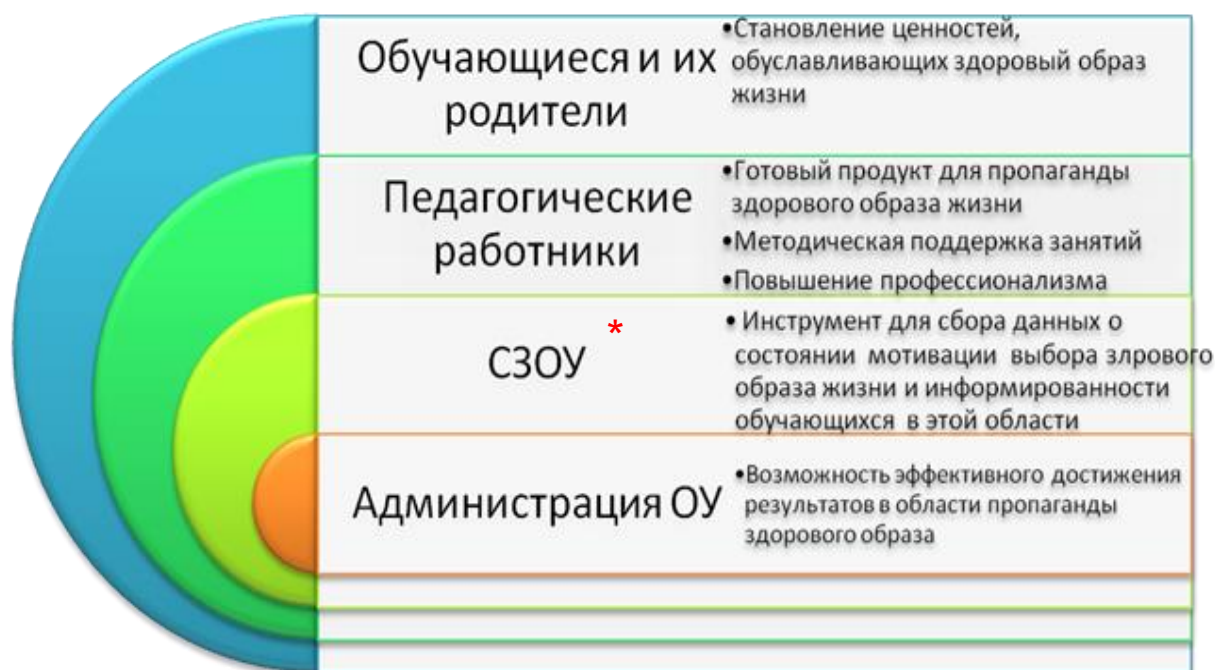 Обучающиеся и их
родители
•Становление ценностей,
обуславливающих здоровый образ
жизни
Педагогические
работники
•Готовый продукт для пропаганды
здорового образа жизни
•Методическая поддержка занятий
•Повышение профессионализма
СЗОУ *
• Инструмент для сбора данных о
состоянии мотивации выбора злрового
образа жизни и информированности
обучающихся в этой области
Администрация ОУ
•Возможность эффективного достижения
результатов в области пропаганды
здорового образа